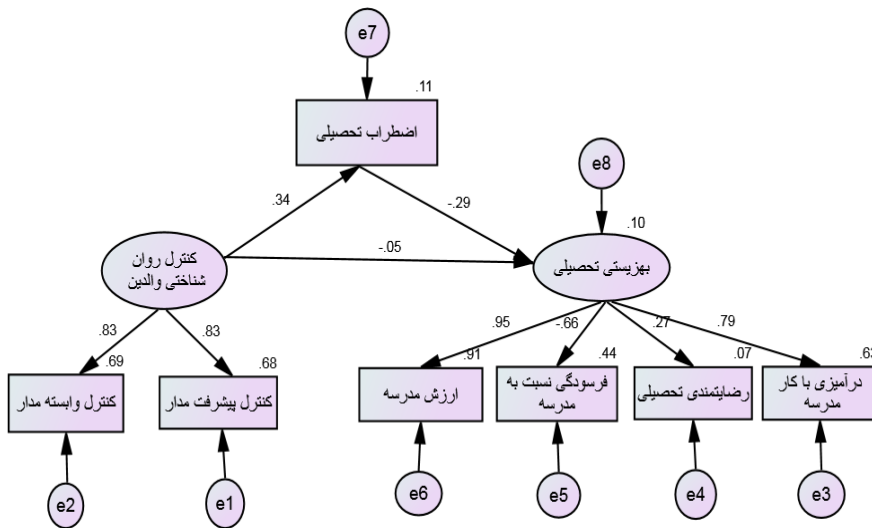 e7
.11
اضطراب تحصیلی
e8
.34
-.29
.10
-.05
کنترل روان
شناختی والدین
بهزیستی تحصیلی
.83
.83
.95
-.66
.27
.79
.69
.68
.91
.44
.07
.63
کنترل وابسته مدار
کنترل پیشرفت مدار
ارزش مدرسه
فرسودگی نسبت به
مدرسه
رضایتمندی تحصیلی
درآمیزی با کار
مدرسه
e2
e1
e6
e5
e4
e3